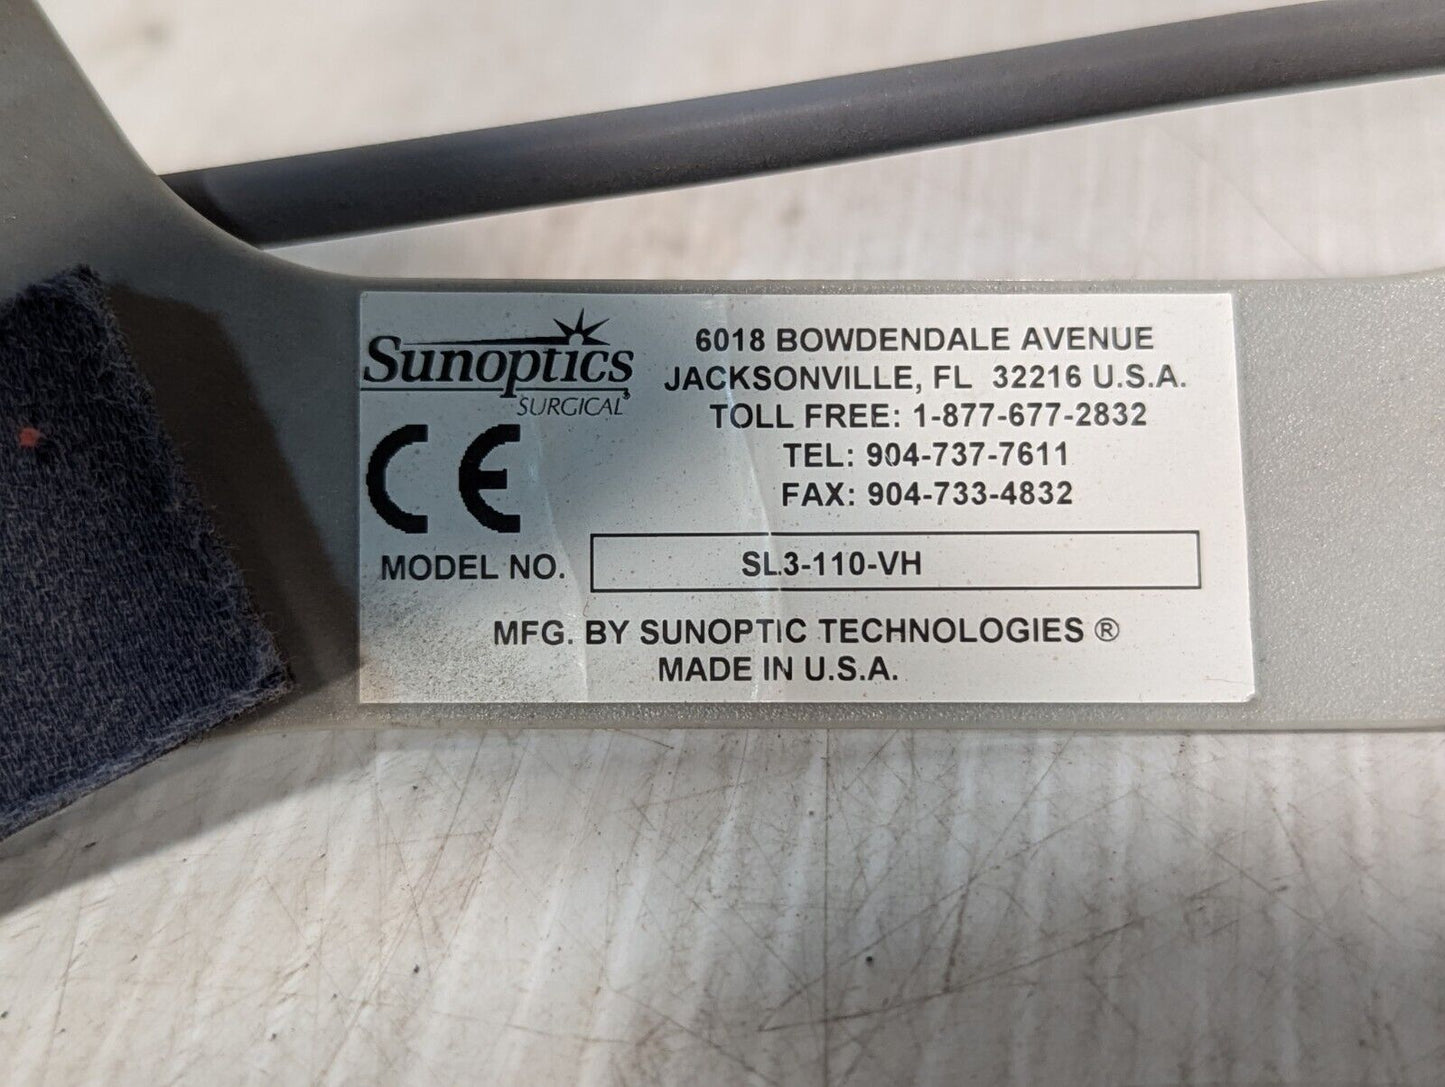 Sunoptics
SURGICAL
6018 BOWDENDALE AVENUE
JACKSONVILLE, FL 32216 U.S.A.
TOLL FREE: 1-877-677-2832
TEL: 904-737-7611
FAX: 904-733-4832
CE
MODEL NO. SL3-110-VH
MFG. BY SUNOPTIC TECHNOLOGIES ®
MADE IN U.S.A.